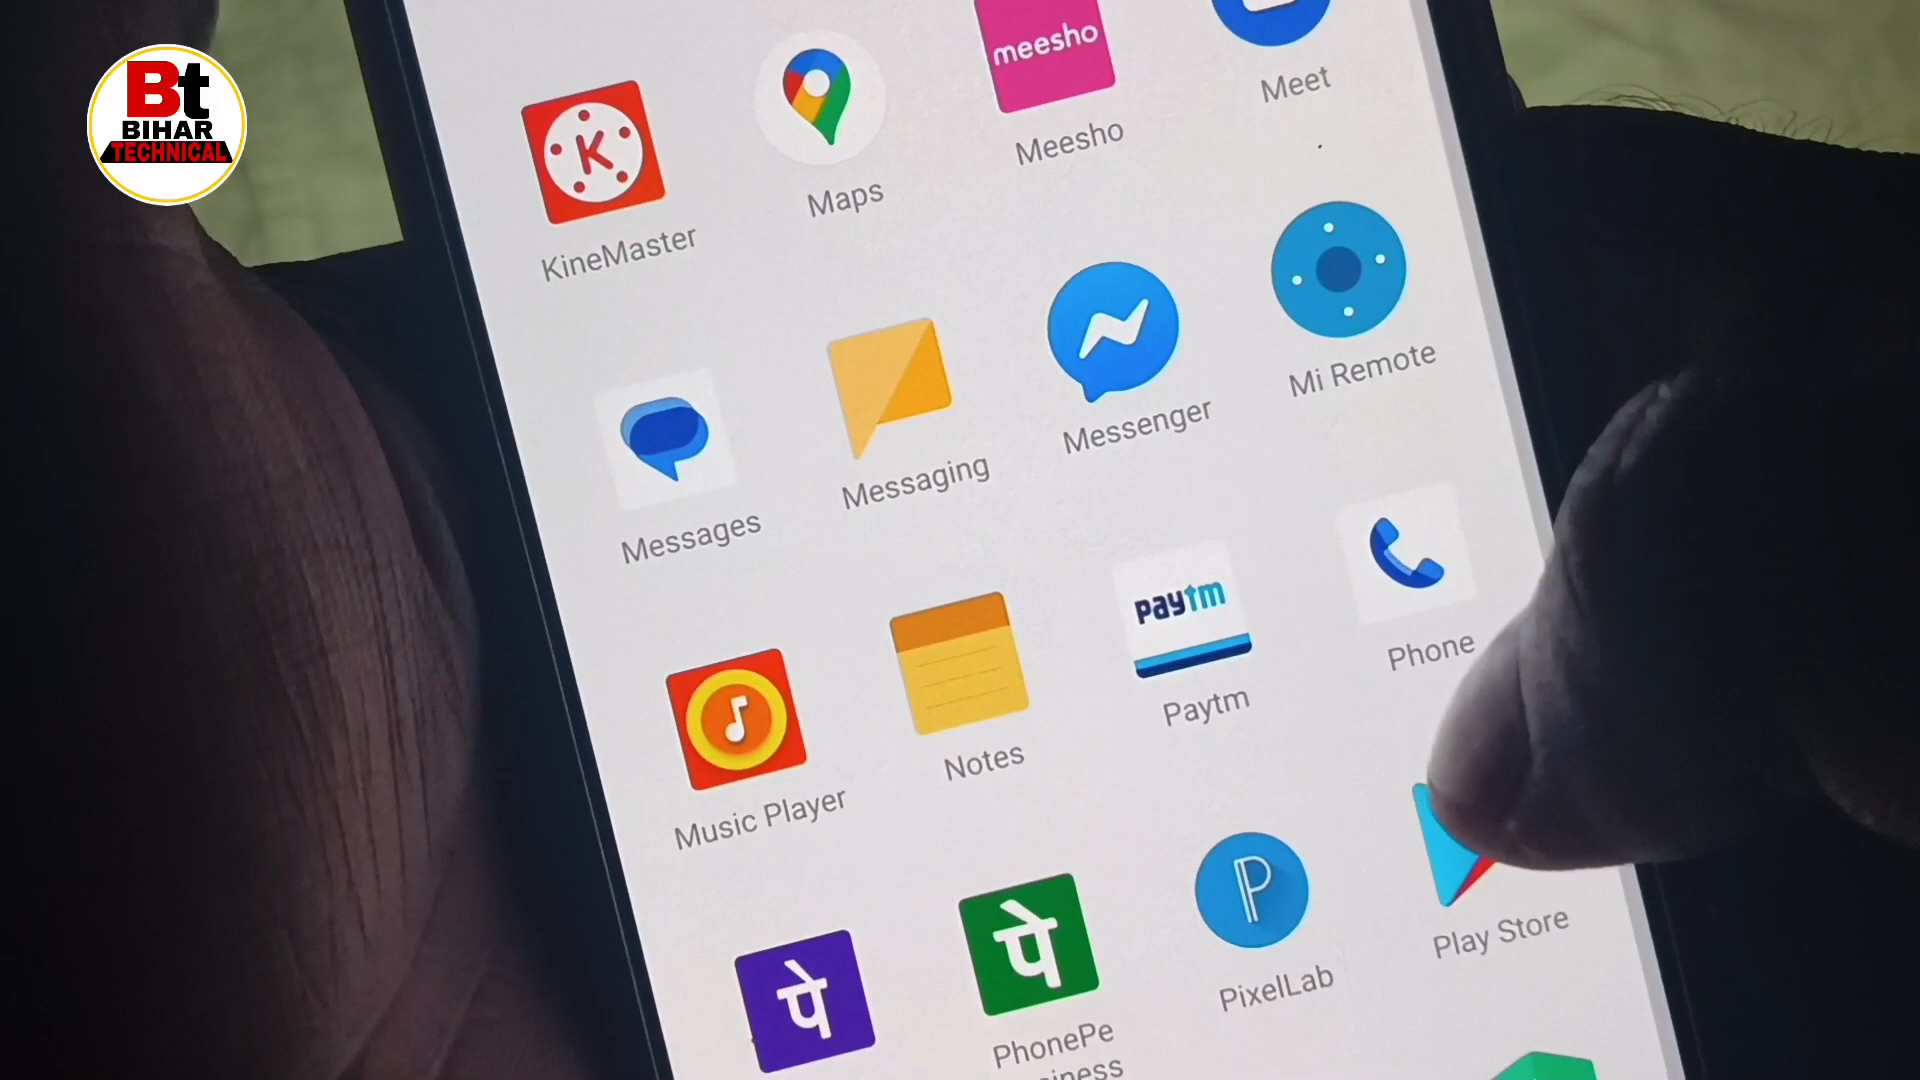 Bt
BIHAR
TECHNICAL
meesho
Meet
Meesho
Maps
K
KineMaster
Mi Remote
Messenger
Messaging
Messages
paytm
Phone
Paytm
Notes
Music Player
P
Play Store
PixelLab
पे
PhonePe
पे